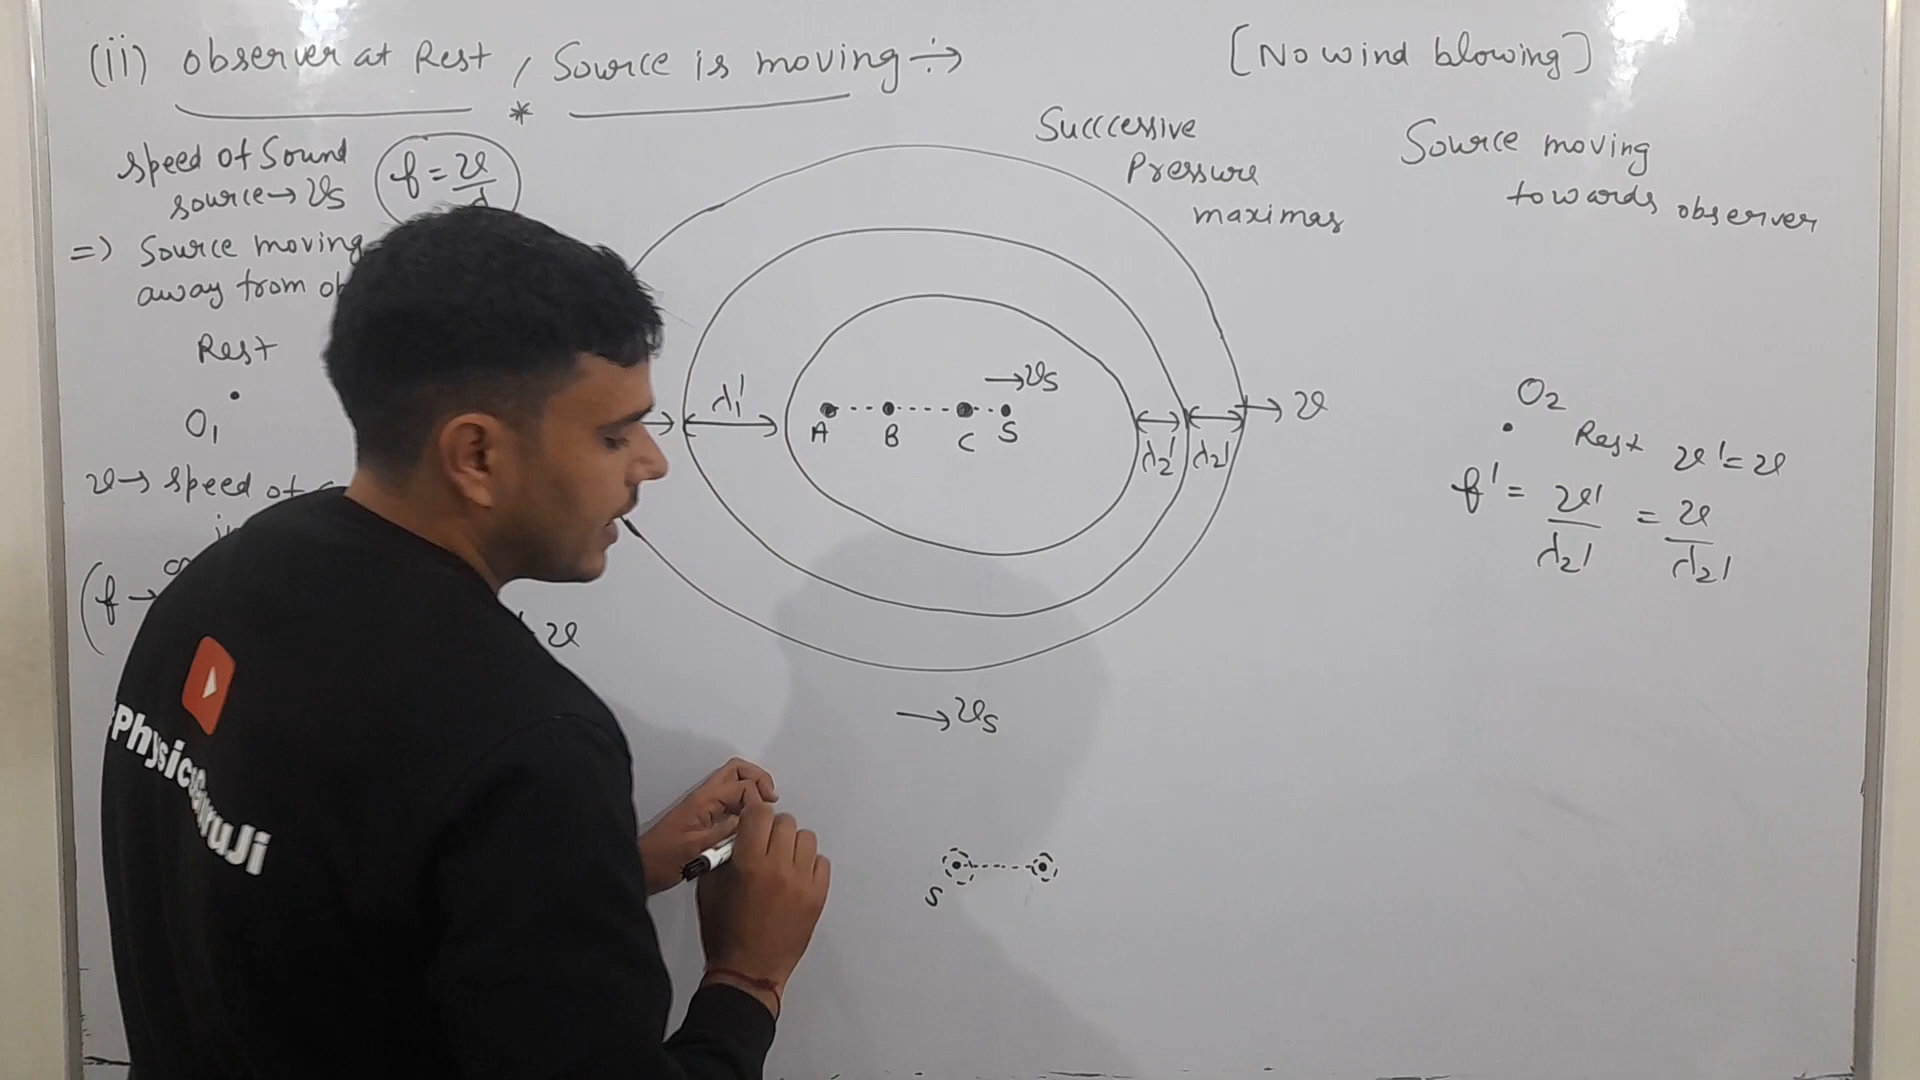 (ii) observer at Rest, Source is moving ÷→
[No wind blowing]
*
speed of Sound
source → vs
f = v
=) Source moving
away from
Rest
O1
v → speed of
(f →
v
Successive
Pressure
maximas
Source moving
towards observer
→ vs
λ1'
A B C S
λ2' λ2'
→ v
O2
Rest v' = v
f' = v'/λ2' = v/λ2'
→ vs
S
PhysicsGuruJi